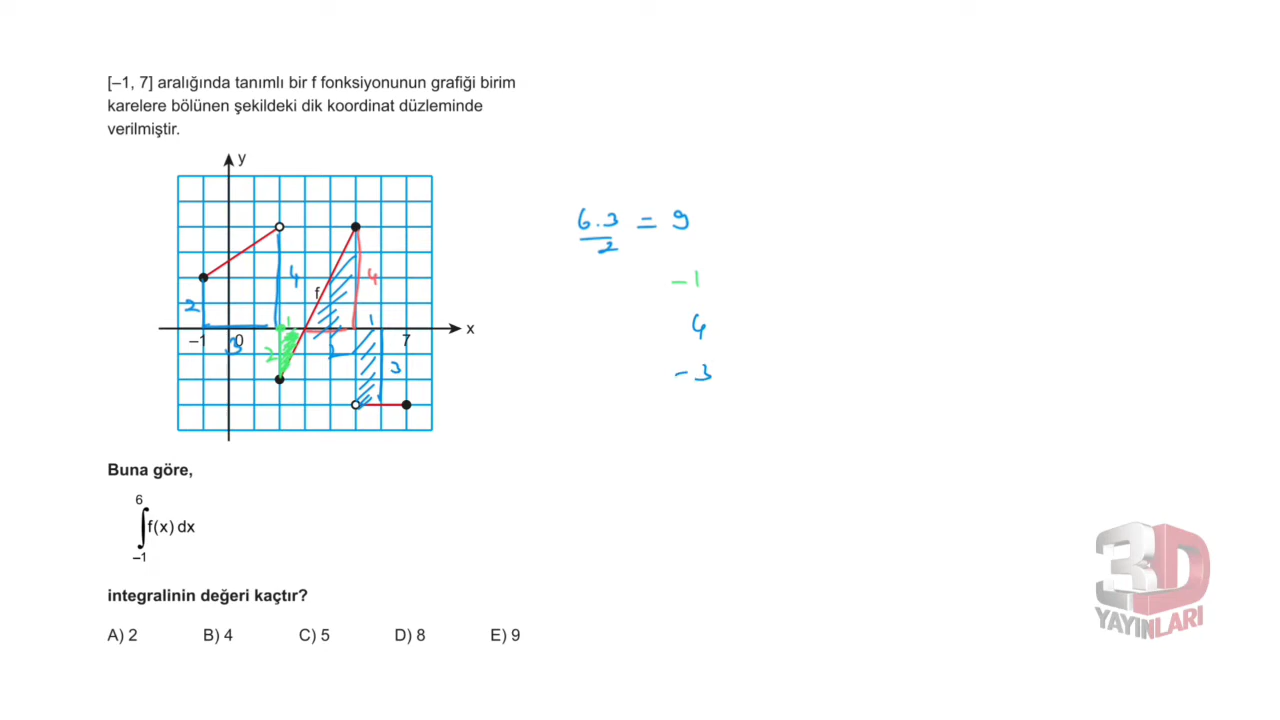 [–1, 7] aralığında tanımlı bir f fonksiyonunun grafiği birim
karelere bölünen şekildeki dik koordinat düzleminde
verilmiştir.
y
4
4
2
f
1
1
x
–1
0
3
2
2
7
3
6.3 = 9
2
-1
4
-3
Buna göre,
6
∫f(x) dx
–1
integralinin değeri kaçtır?
A) 2 B) 4 C) 5 D) 8 E) 9
3D
YAYINLARI